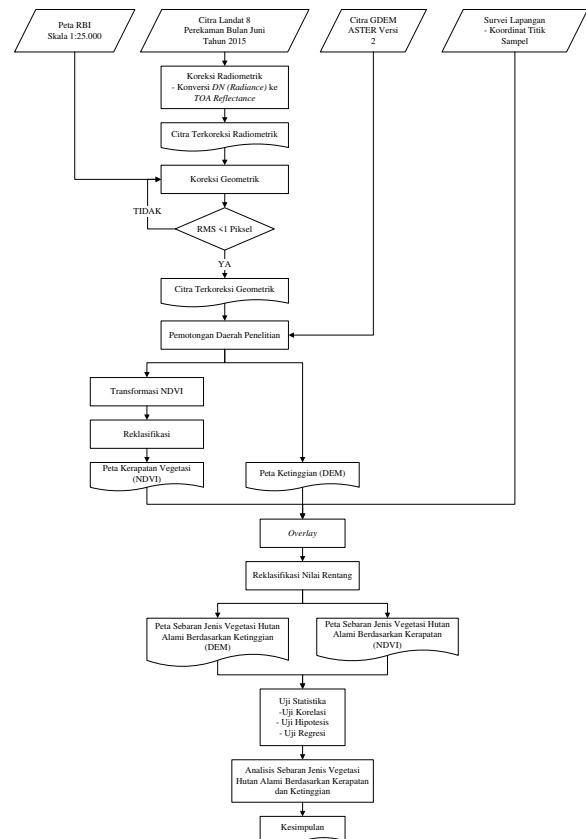 Peta RBI
Skala 1:25.000
Citra Landat 8
Perekaman Bulan Juni
Tahun 2015
Citra GDEM
ASTER Versi
2
Survei Lapangan
- Koordinat Titik
Sampel
Koreksi Radiometrik
- Konversi DN (Radiance) ke
TOA Reflectance
Citra Terkoreksi Radiometrik
Koreksi Geometrik
TIDAK
RMS <1 Piksel
YA
Citra Terkoreksi Geometrik
Pemotongan Daerah Penelitian
Transformasi NDVI
Reklasifikasi
Peta Kerapatan Vegetasi
(NDVI)
Peta Ketinggian (DEM)
Overlay
Reklasifikasi Nilai Rentang
Peta Sebaran Jenis Vegetasi Hutan
Alami Berdasarkan Ketinggian
(DEM)
Peta Sebaran Jenis Vegetasi Hutan
Alami Berdasarkan Kerapatan
(NDVI)
Uji Statistika
-Uji Korelasi
- Uji Hipotesis
- Uji Regresi
Analisis Sebaran Jenis Vegetasi
Hutan Alami Berdasarkan Kerapatan
dan Ketinggian
Kesimpulan